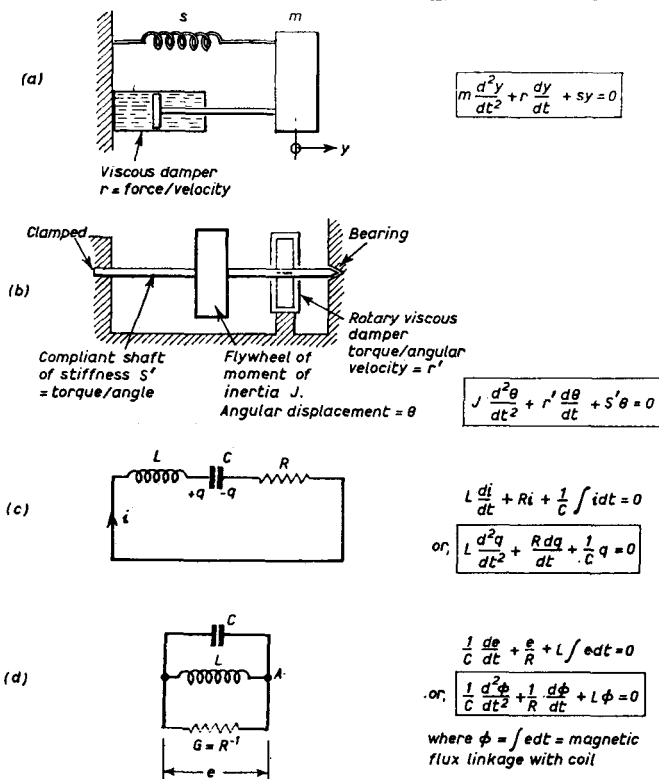 s m
(a)
m d²y/dt² + r dy/dt + sy = 0
y
Viscous damper
r = force/velocity
Clamped
Bearing
(b)
Rotary viscous
damper
torque/angular
velocity = r'
Compliant shaft
of stiffness S'
= torque/angle
Flywheel of
moment of
inertia J.
Angular displacement = θ
J d²θ/dt² + r' dθ/dt + S'θ = 0
L C R
+q -q
(c)
i
L di/dt + Ri + 1/C ∫ idt = 0
or, L d²q/dt² + R dq/dt + 1/C q = 0
C
L
A
(d)
G = R⁻¹
e
1/C de/dt + e/R + L ∫ edt = 0
or, 1/C d²φ/dt² + 1/R · dφ/dt + Lφ = 0
where φ = ∫ edt = magnetic
flux linkage with coil